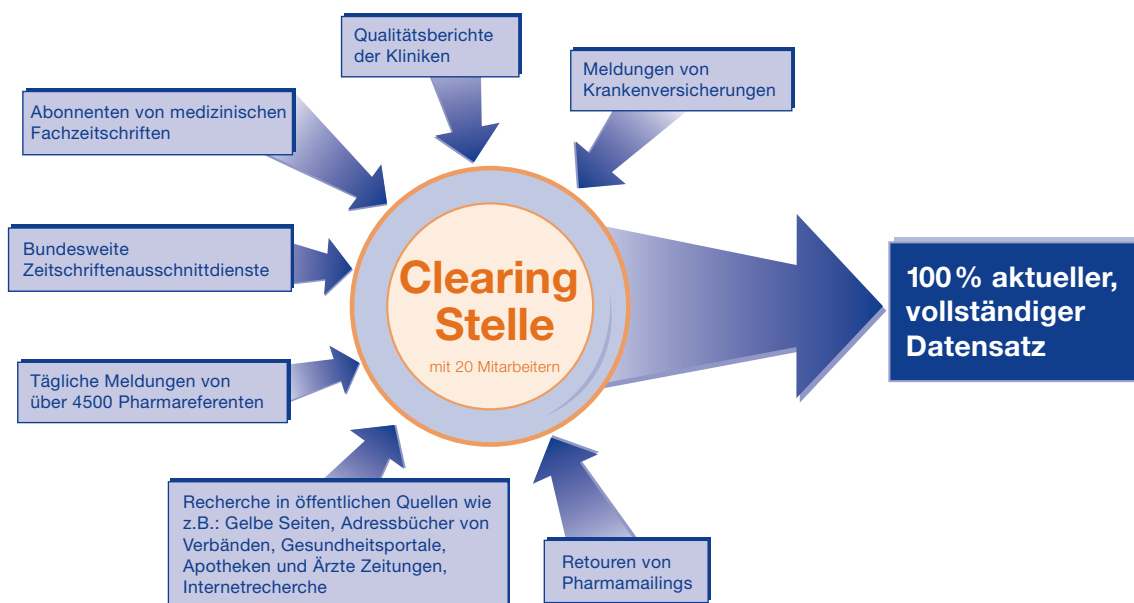 Qualitätsberichte
der Kliniken
Meldungen von
Krankenversicherungen
Abonnenten von medizinischen
Fachzeitschriften
Bundesweite
Zeitschriftenausschnittdienste
Clearing
Stelle
mit 20 Mitarbeitern
100 % aktueller,
vollständiger
Datensatz
Tägliche Meldungen von
über 4500 Pharmareferenten
Recherche in öffentlichen Quellen wie
z.B.: Gelbe Seiten, Adressbücher von
Verbänden, Gesundheitsportale,
Apotheken und Ärzte Zeitungen,
Internetrecherche
Retouren von
Pharmamailings